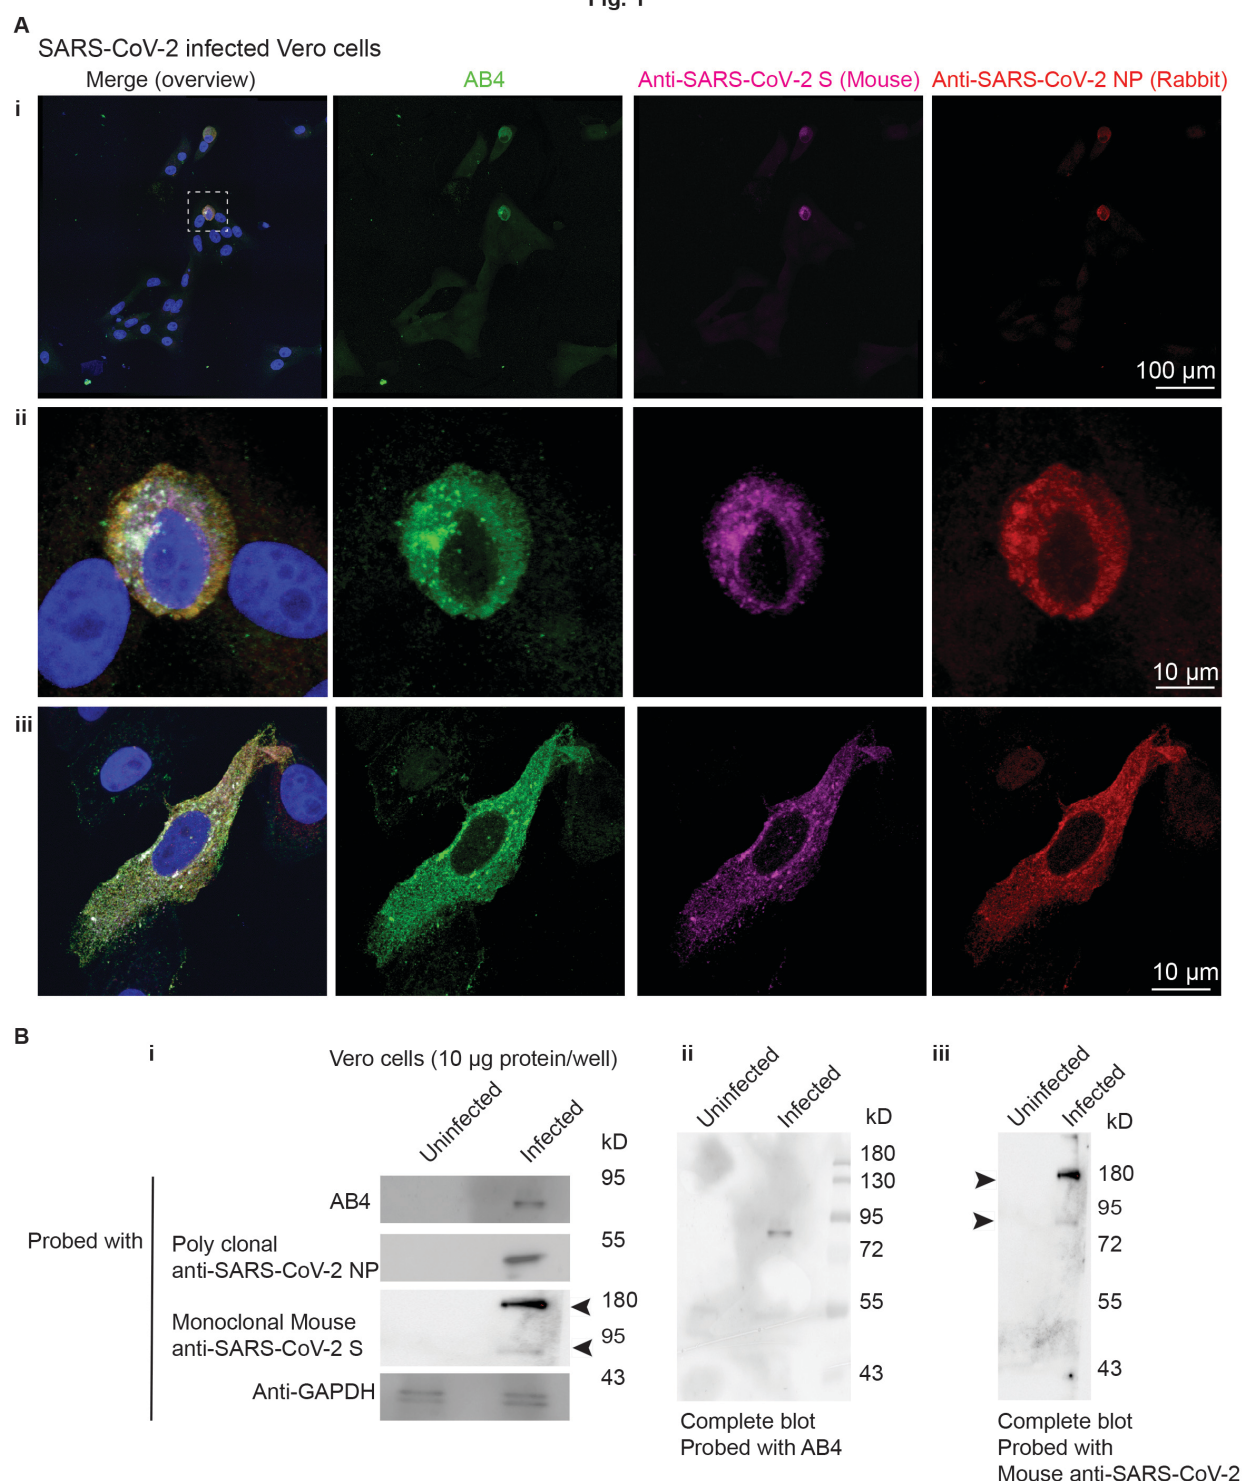 Fig. 1
A
SARS-CoV-2 infected Vero cells
Merge (overview)
AB4
Anti-SARS-CoV-2 S (Mouse)
Anti-SARS-CoV-2 NP (Rabbit)
i
100 µm
ii
10 µm
iii
10 µm
B
i
Vero cells (10 µg protein/well)
Uninfected
Infected
kD
Probed with
AB4
95
Poly clonal
anti-SARS-CoV-2 NP
55
Monoclonal Mouse
anti-SARS-CoV-2 S
180
95
Anti-GAPDH
43
ii
Uninfected
Infected
kD
180
130
95
72
55
43
Complete blot
Probed with AB4
iii
Uninfected
Infected
kD
180
95
72
55
43
Complete blot
Probed with
Mouse anti-SARS-CoV-2